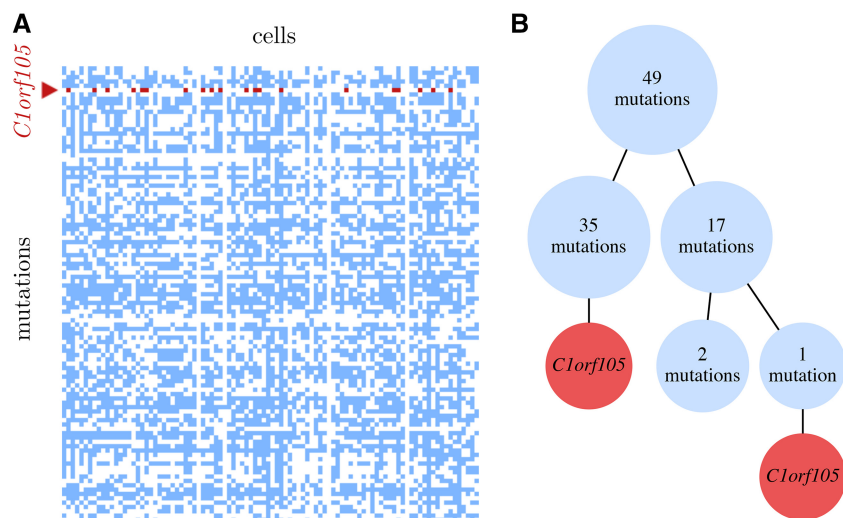 A
cells
C1orf105
mutations
B
49
mutations
35
mutations
17
mutations
C1orf105
2
mutations
1
mutation
C1orf105